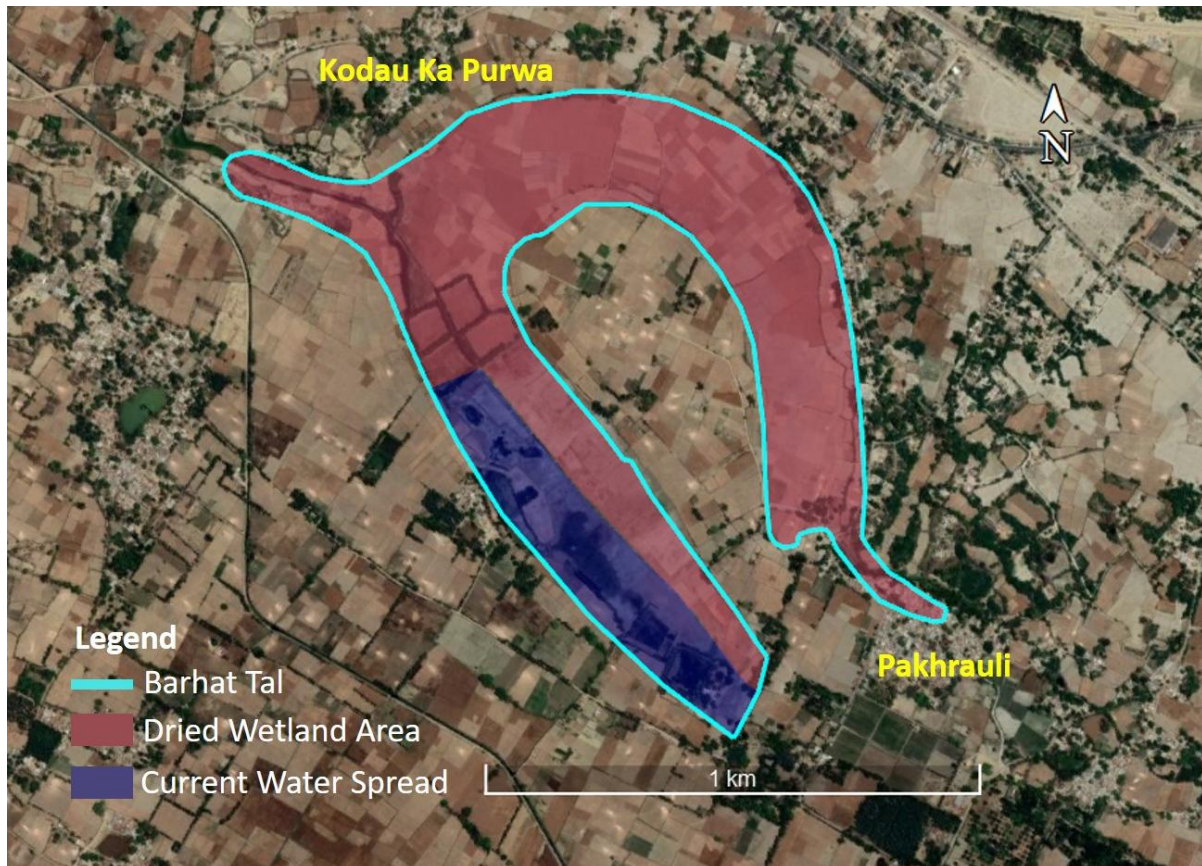 Kodau Ka Purwa
N
Pakhrauli
Legend
Barhat Tal
Dried Wetland Area
Current Water Spread
1 km